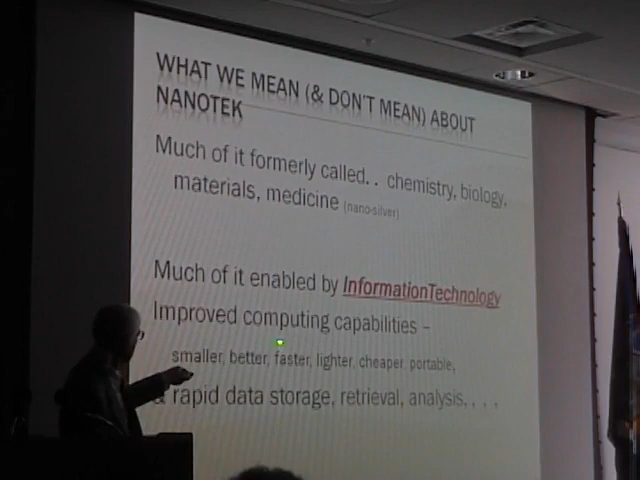 WHAT WE MEAN (& DON'T MEAN) ABOUT
NANOTEK
Much of it formerly called. . chemistry, biology,
materials, medicine (nano-silver)
Much of it enabled by InformationTechnology
Improved computing capabilities –
smaller, better, faster, lighter, cheaper, portable,
& rapid data storage, retrieval, analysis, . . .